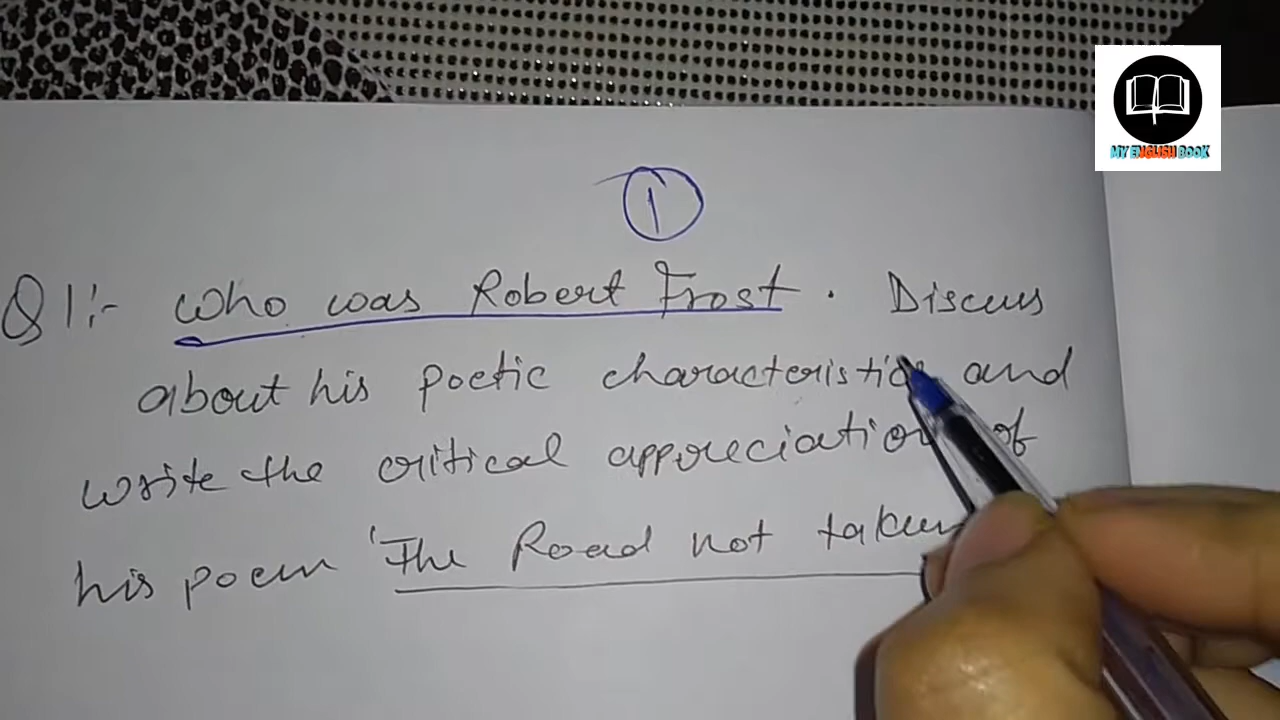 MY ENGLISH BOOK
1
Q1:- Who was Robert Frost. Discuss
about his poetic characteristics and
write the critical appreciation of
his poem 'The Road not taken